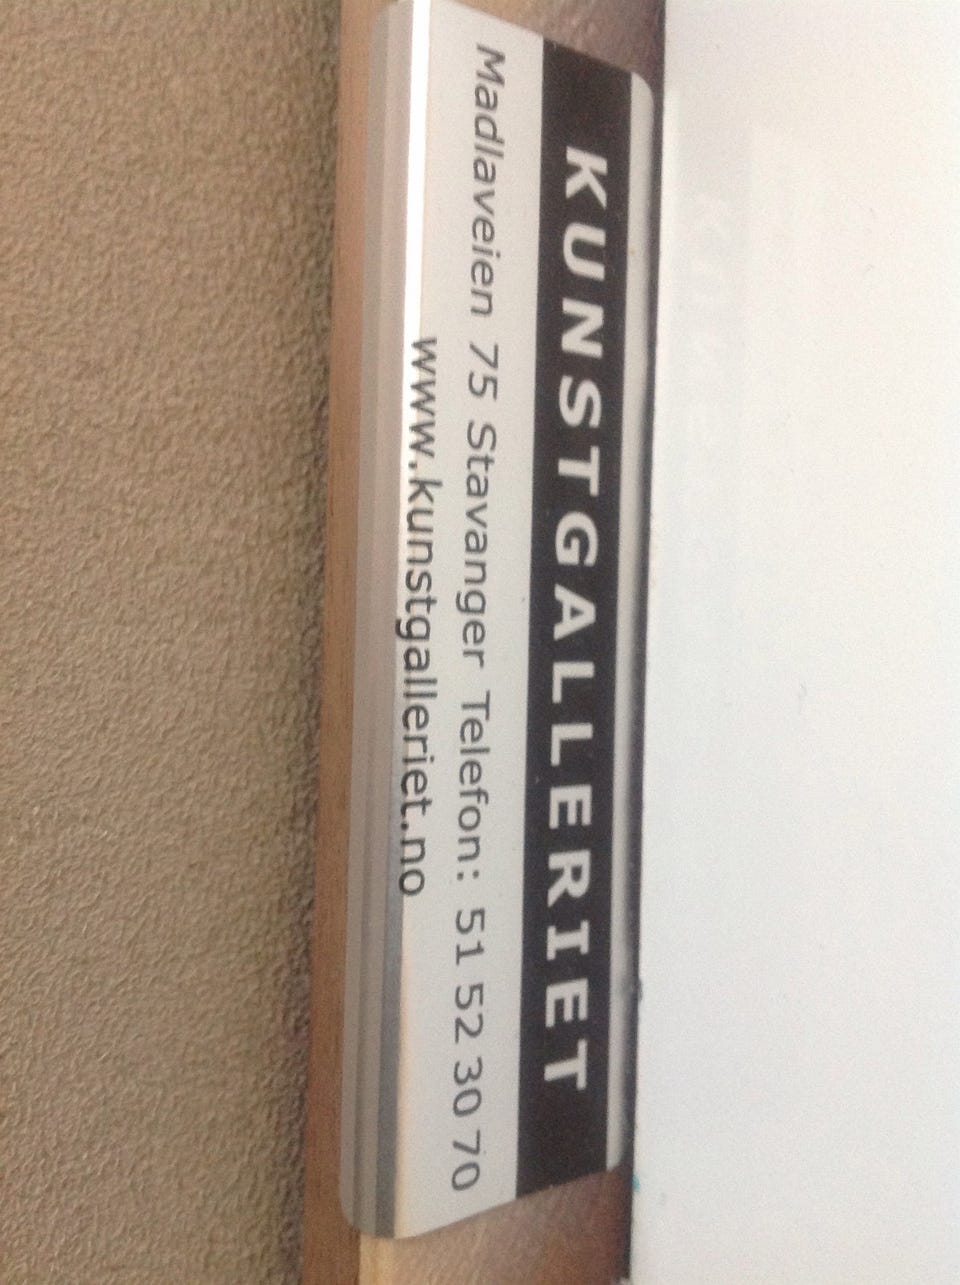 KUNSTGALLERIET
Madlaveien 75 Stavanger Telefon: 51 52 30 70
www.kunstgalleriet.no